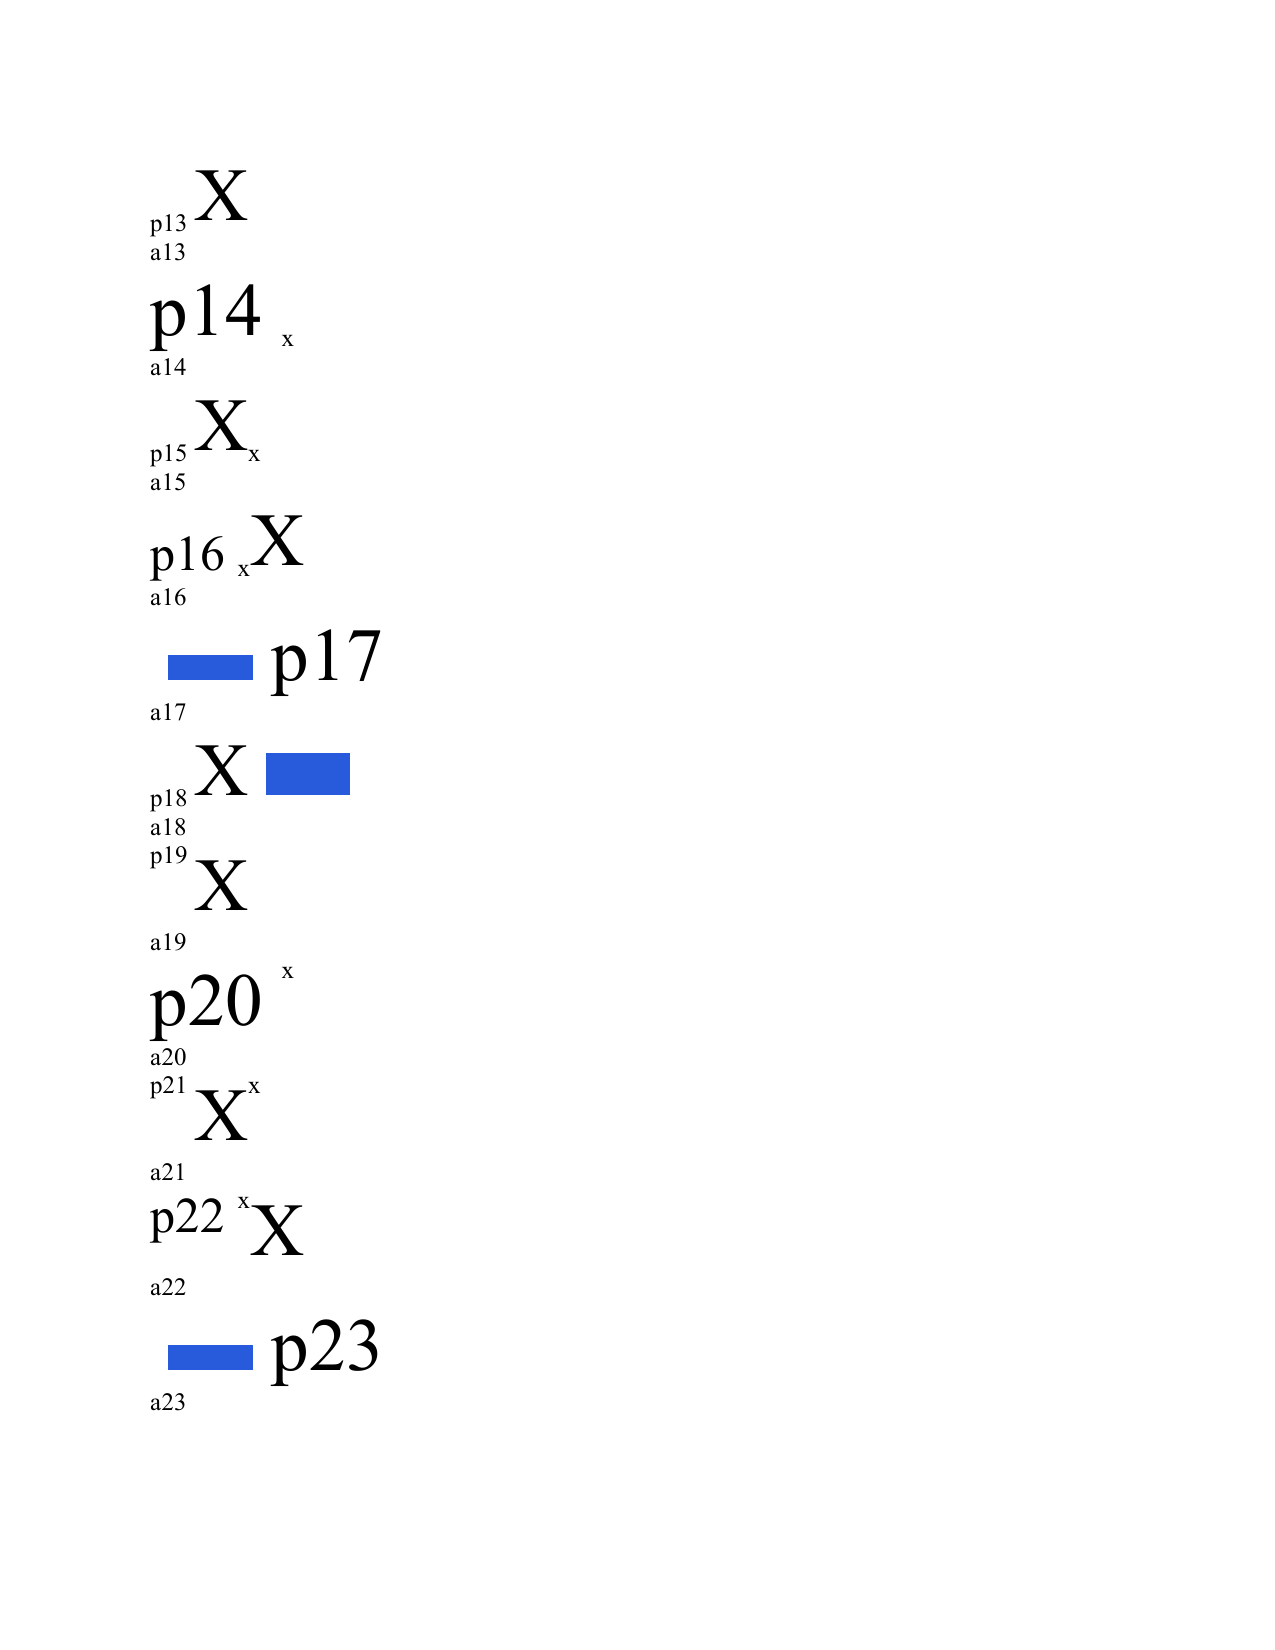 p13 X
a13
p14 x
a14
p15 Xx
a15
p16 xX
a16
p17
a17
p18 X
a18
p19 X
a19
p20 x
a20
p21 Xx
a21
p22 xX
a22
p23
a23